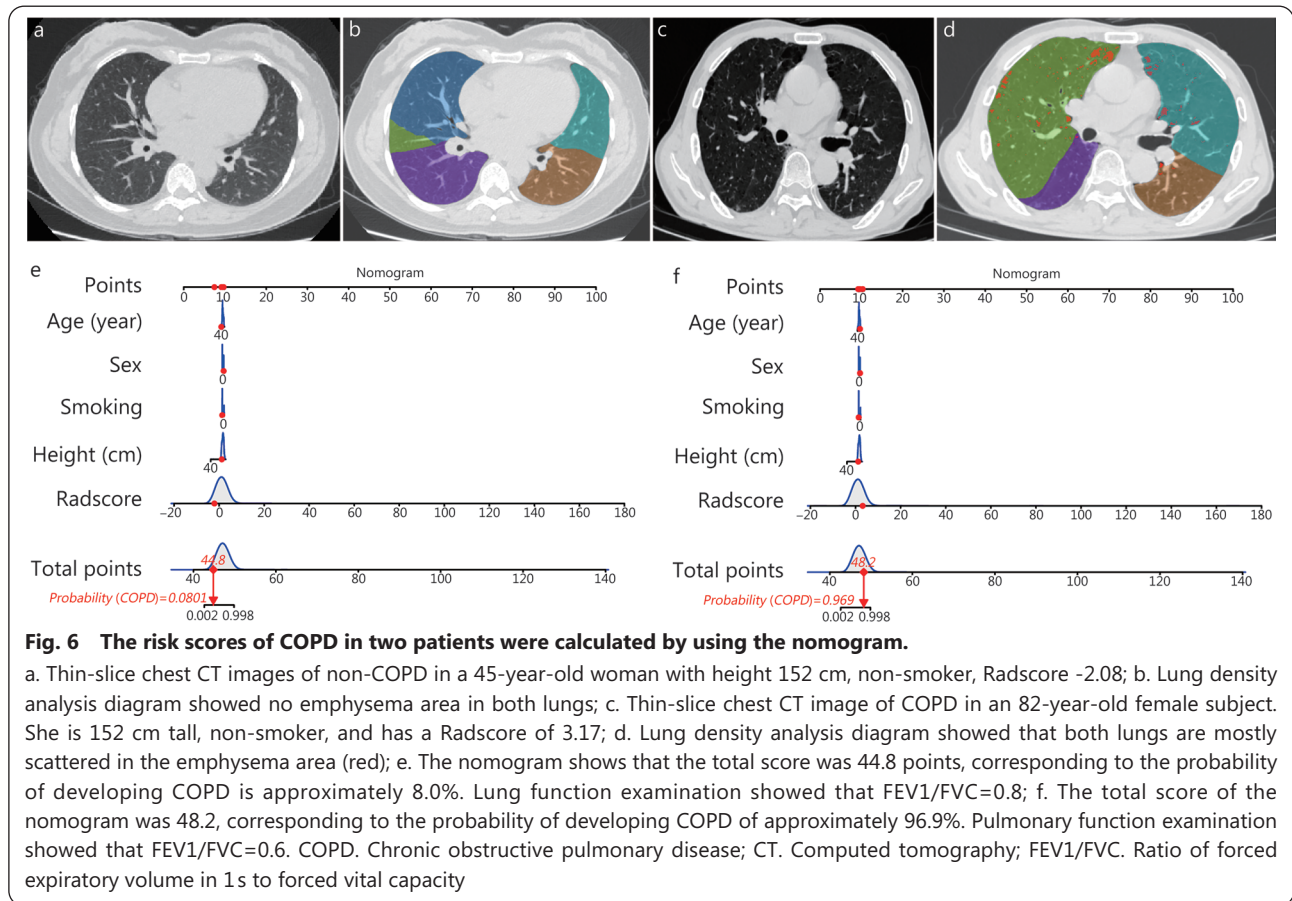 a
b
c
d
e
Nomogram
Points
0 10 20 30 40 50 60 70 80 90 100
Age (year)
40
Sex
0
Smoking
0
Height (cm)
40
Radscore
−20 0 20 40 60 80 100 120 140 160 180
44.8
Total points
40 60 80 100 120 140
Probability (COPD)=0.0801
0.002 0.998
f
Nomogram
Points
0 10 20 30 40 50 60 70 80 90 100
Age (year)
40
Sex
0
Smoking
0
Height (cm)
40
Radscore
−20 0 20 40 60 80 100 120 140 160 180
48.2
Total points
40 60 80 100 120 140
Probability (COPD)=0.969
0.002 0.998
Fig. 6 The risk scores of COPD in two patients were calculated by using the nomogram.
a. Thin-slice chest CT images of non-COPD in a 45-year-old woman with height 152 cm, non-smoker, Radscore -2.08; b. Lung density
analysis diagram showed no emphysema area in both lungs; c. Thin-slice chest CT image of COPD in an 82-year-old female subject.
She is 152 cm tall, non-smoker, and has a Radscore of 3.17; d. Lung density analysis diagram showed that both lungs are mostly
scattered in the emphysema area (red); e. The nomogram shows that the total score was 44.8 points, corresponding to the probability
of developing COPD is approximately 8.0%. Lung function examination showed that FEV1/FVC=0.8; f. The total score of the
nomogram was 48.2, corresponding to the probability of developing COPD of approximately 96.9%. Pulmonary function examination
showed that FEV1/FVC=0.6. COPD. Chronic obstructive pulmonary disease; CT. Computed tomography; FEV1/FVC. Ratio of forced
expiratory volume in 1 s to forced vital capacity